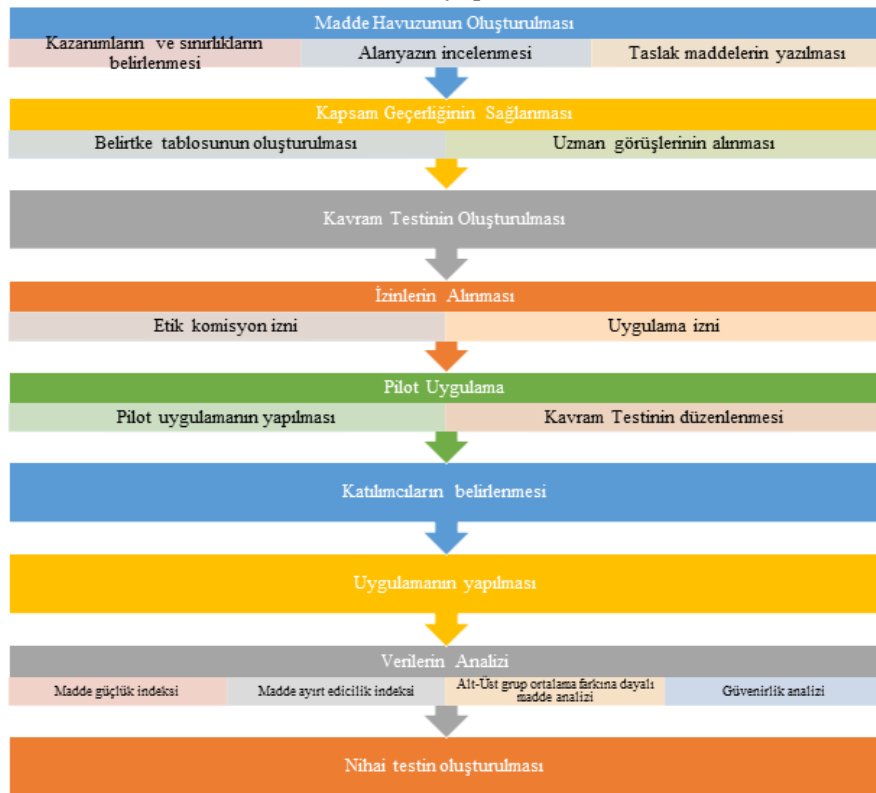 Madde Havuzunun Oluşturulması
Kazanımların ve sınırlıkların
belirlenmesi
Alanyazın incelenmesi
Taslak maddelerin yazılması
Kapsam Geçerliğinin Sağlanması
Belirtke tablosunun oluşturulması
Uzman görüşlerinin alınması
Kavram Testinin Oluşturulması
İzinlerin Alınması
Etik komisyon izni
Uygulama izni
Pilot Uygulama
Pilot uygulamanın yapılması
Kavram Testinin düzenlenmesi
Katılımcıların belirlenmesi
Uygulamanın yapılması
Verilerin Analizi
Madde güçlük indeksi
Madde ayırt edicilik indeksi
Alt-Üst grup ortalama farkına dayalı
madde analizi
Güvenirlik analizi
Nihai testin oluşturulması